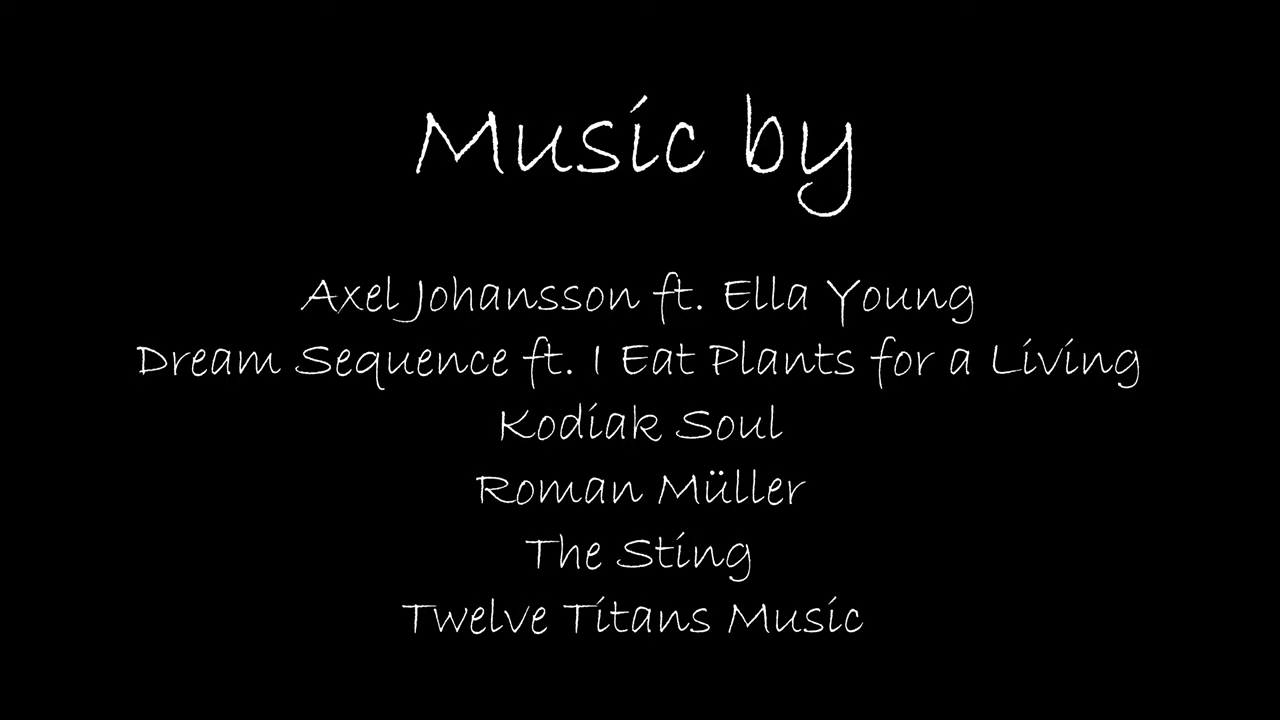 Music by
Axel Johansson ft. Ella Young
Dream Sequence ft. I Eat Plants for a Living
Kodiak Soul
Roman Müller
The Sting
Twelve Titans Music